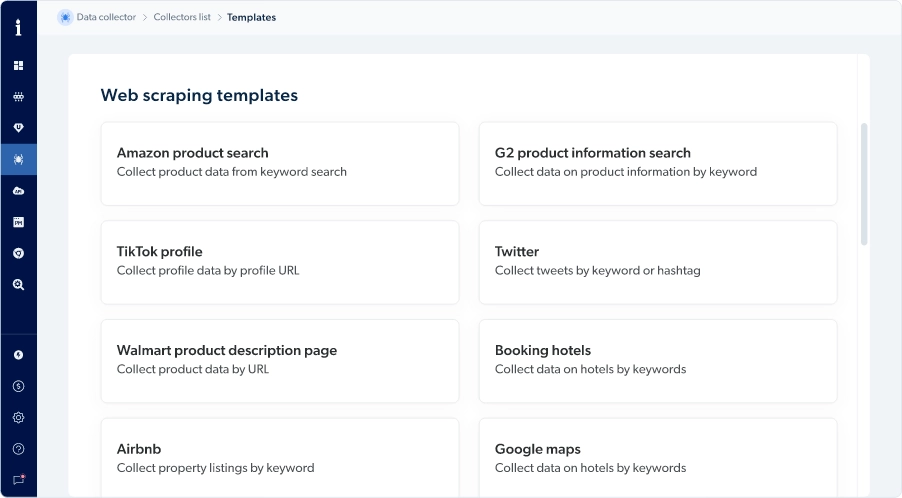 i
Data collector > Collectors list > Templates
Web scraping templates
Amazon product search
Collect product data from keyword search
G2 product information search
Collect data on product information by keyword
TikTok profile
Collect profile data by profile URL
Twitter
Collect tweets by keyword or hashtag
Walmart product description page
Collect product data by URL
Booking hotels
Collect data on hotels by keywords
Airbnb
Collect property listings by keyword
Google maps
Collect data on hotels by keywords
PM